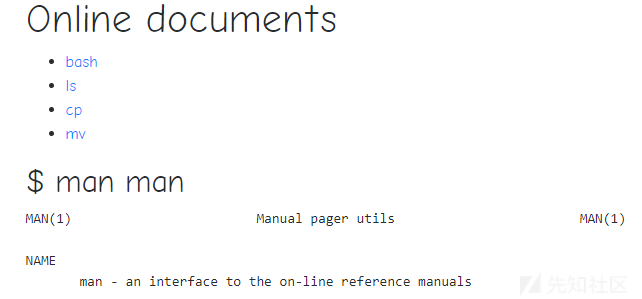 Online documents
bash
ls
cp
mv
$ man man
MAN(1) Manual pager utils MAN(1)
NAME
man - an interface to the on-line reference manuals
先知社区